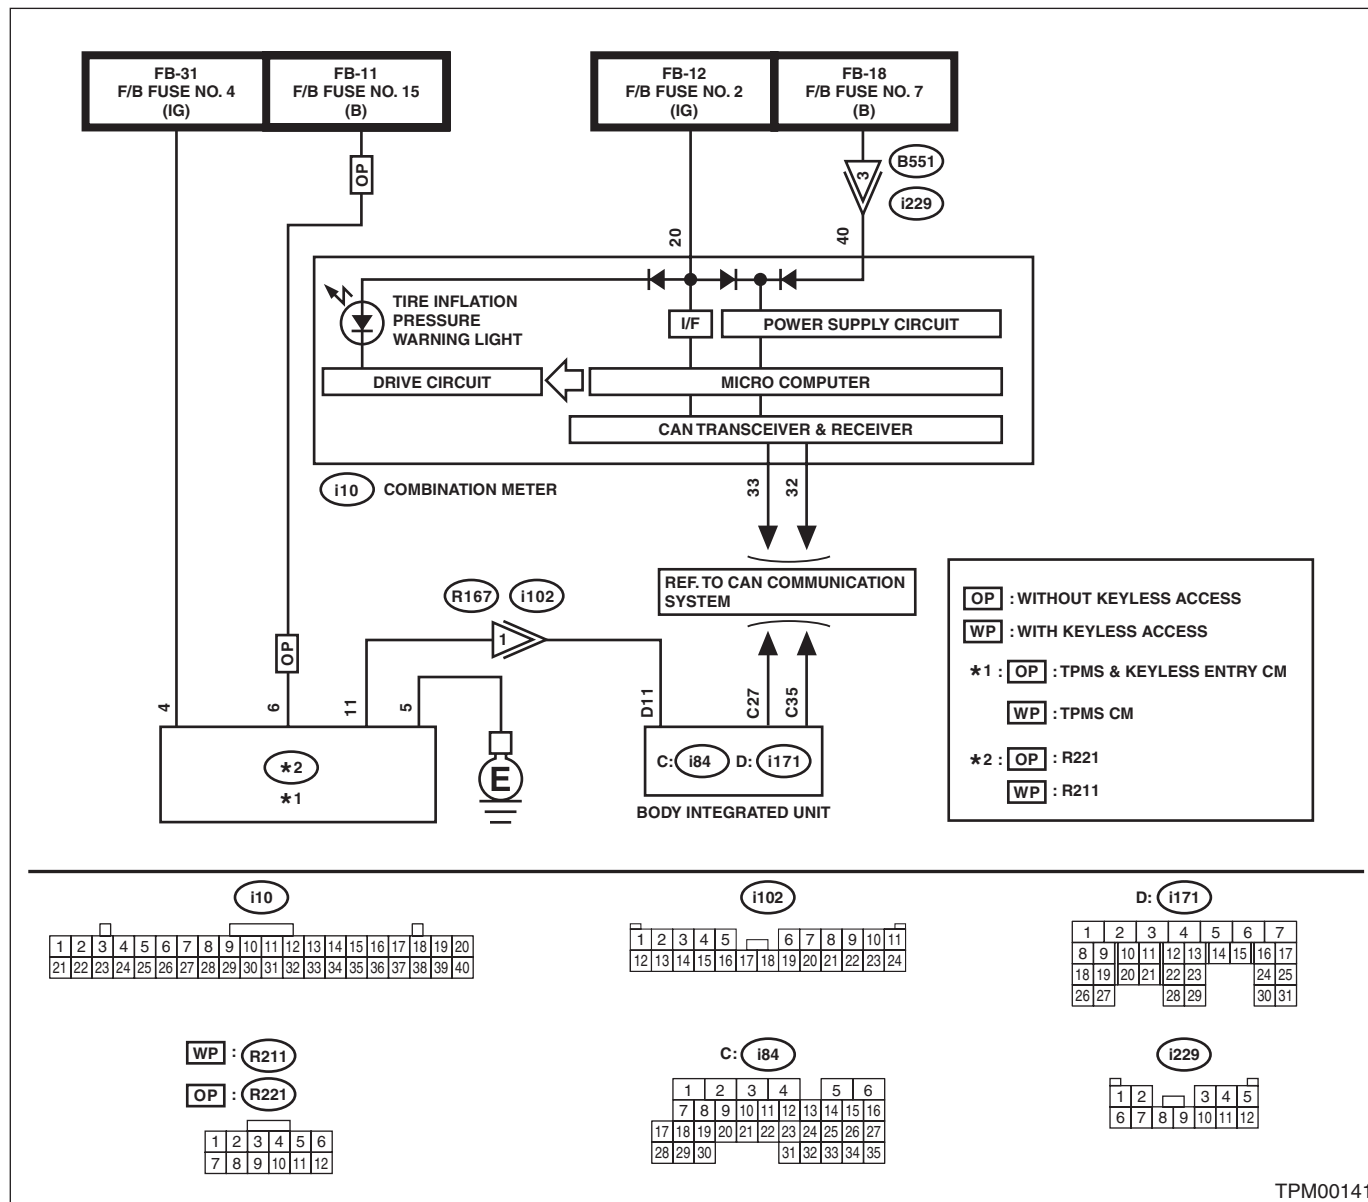 FB-31
F/B FUSE NO. 4
(IG)
FB-11
F/B FUSE NO. 15
(B)
FB-12
F/B FUSE NO. 2
(IG)
FB-18
F/B FUSE NO. 7
(B)
OP
3
B551
i229
20
40
TIRE INFLATION
PRESSURE
WARNING LIGHT
I/F
POWER SUPPLY CIRCUIT
DRIVE CIRCUIT
MICRO COMPUTER
CAN TRANSCEIVER & RECEIVER
i10 COMBINATION METER
33
32
REF. TO CAN COMMUNICATION
SYSTEM
R167
i102
1
OP
4
6
11
5
D11
C27
C35
*2
*1
E
C: i84 D: i171
BODY INTEGRATED UNIT
OP : WITHOUT KEYLESS ACCESS
WP : WITH KEYLESS ACCESS
*1 : OP : TPMS & KEYLESS ENTRY CM
WP : TPMS CM
*2 : OP : R221
WP : R211
i10
1 2 3 4 5 6 7 8 9 10 11 12 13 14 15 16 17 18 19 20
21 22 23 24 25 26 27 28 29 30 31 32 33 34 35 36 37 38 39 40
i102
1 2 3 4 5 6 7 8 9 10 11
12 13 14 15 16 17 18 19 20 21 22 23 24
D: i171
1 2 3 4 5 6 7
8 9 10 11 12 13 14 15 16 17
18 19 20 21 22 23 24 25
26 27 28 29 30 31
WP : R211
OP : R221
1 2 3 4 5 6
7 8 9 10 11 12
C: i84
1 2 3 4 5 6
7 8 9 10 11 12 13 14 15 16
17 18 19 20 21 22 23 24 25 26 27
28 29 30 31 32 33 34 35
i229
1 2 3 4 5
6 7 8 9 10 11 12
TPM00141